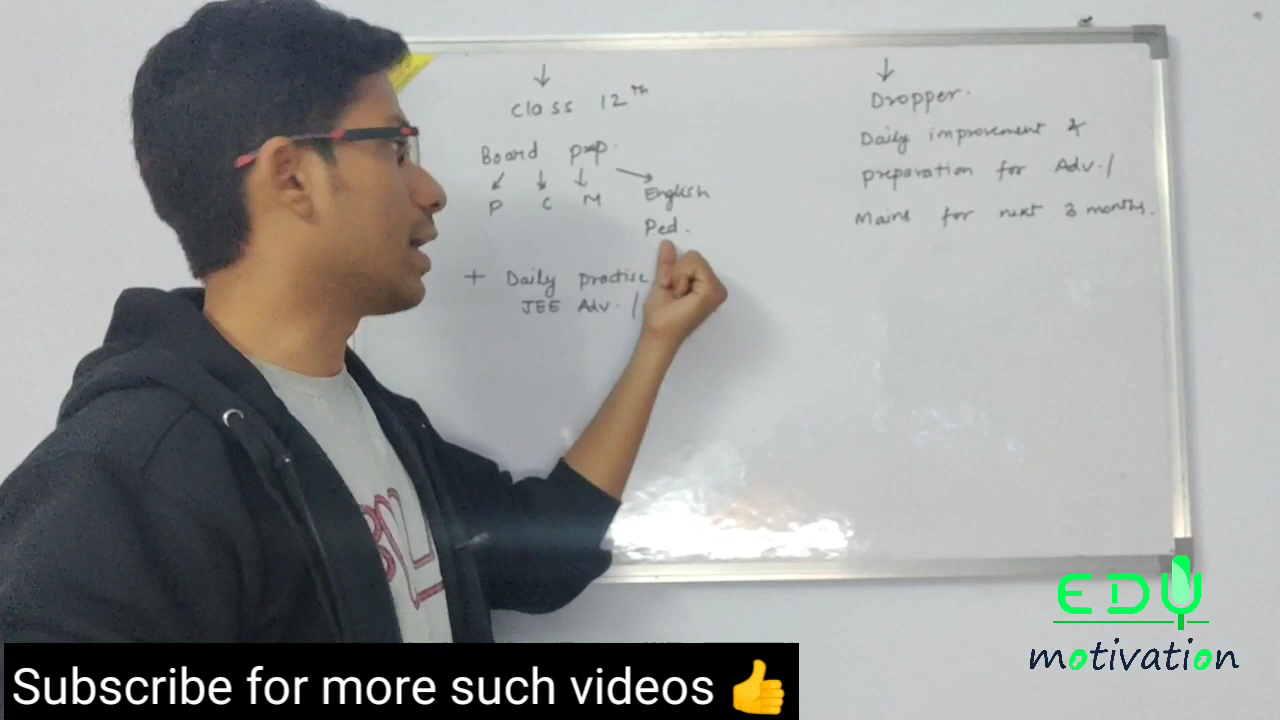 Class 12th
Board prep.
P C M English
Ped.
+ Daily practise
JEE Adv. /
Dropper.
Daily improvement &
preparation for Adv. /
Mains for next 3 months.
EDU
motivation
Subscribe for more such videos 👍